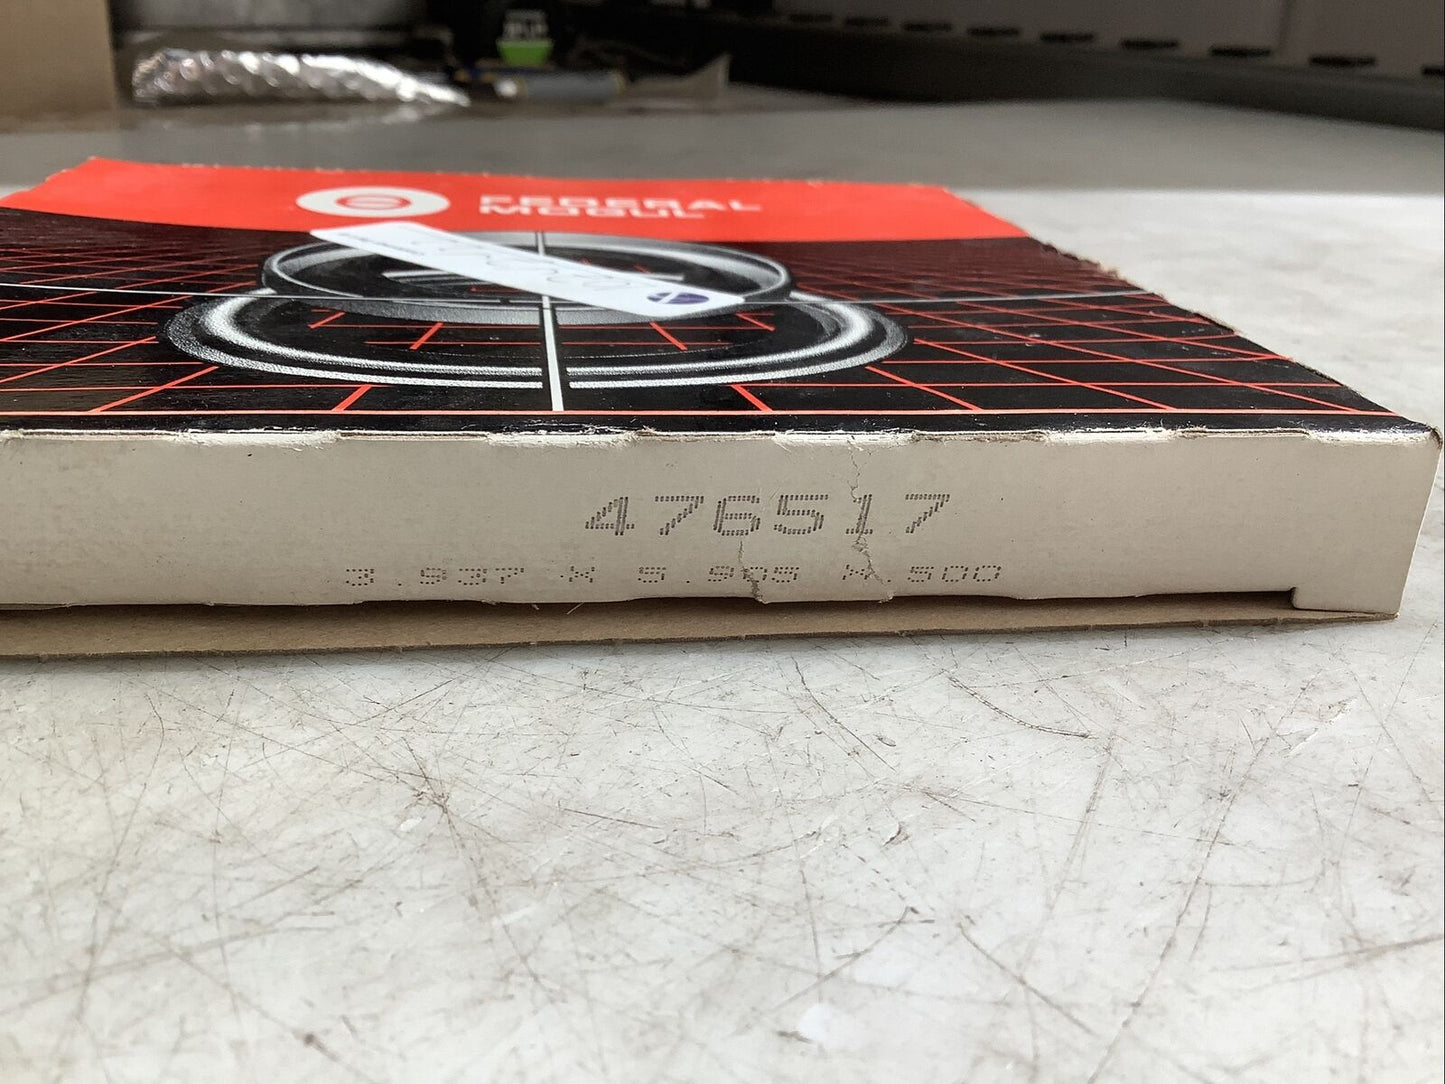 FEDERAL
MOGUL
476517
3.937 X 5.905 X.500